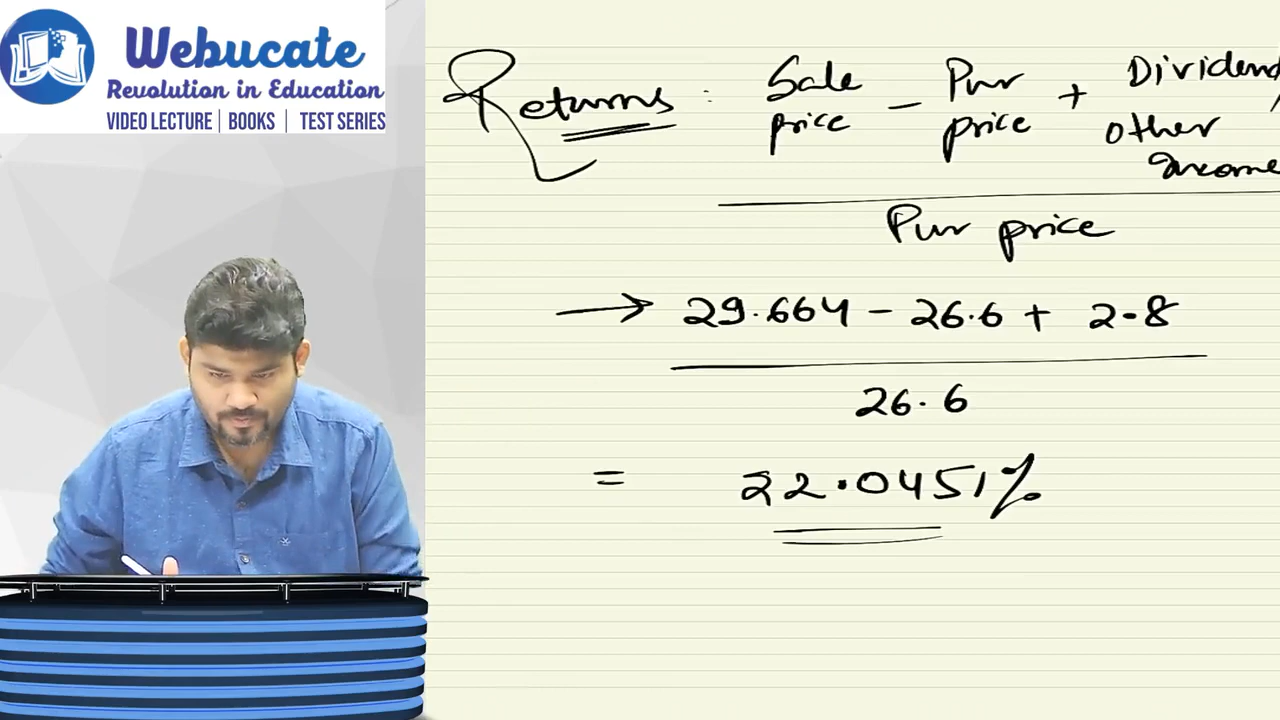 Webucate
Revolution in Education
VIDEO LECTURE | BOOKS | TEST SERIES
Returns : Sale price - Pur price + Dividend/ other Income
Pur price
→ 29.664 - 26.6 + 2.8
26.6
= 22.0451%